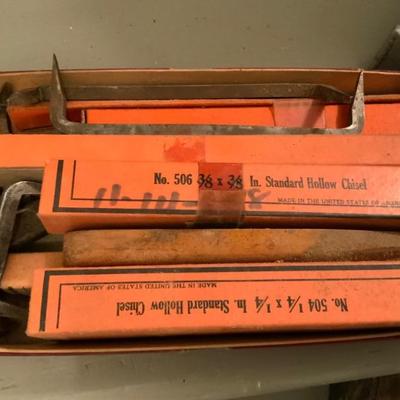 No. 506 3/8 x 3/8 In. Standard Hollow Chisel
MADE IN THE UNITED STATES OF
No. 504 1/4 x 1/4 In. Standard Hollow Chisel
MADE IN THE UNITED STATES OF AMERICA